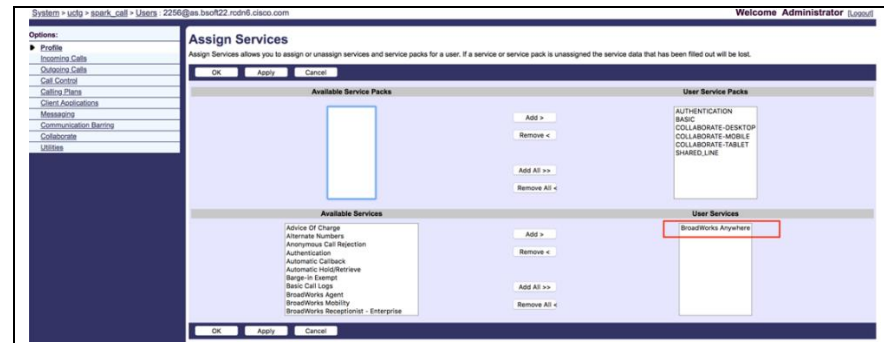 System > uctg > spark_call > Users : 2256@as.bsoft22.rcdn6.cisco.com
Welcome Administrator [Logout]
Options:
Profile
Incoming Calls
Outgoing Calls
Call Control
Calling Plans
Client Applications
Messaging
Communication Barring
Collaborate
Utilities
Assign Services
Assign Services allows you to assign or unassign services and service packs for a user. If a service or service pack is unassigned the service data that has been filled out will be lost.
OK Apply Cancel
Available Service Packs
User Service Packs
Add >
Remove <
Add All >>
Remove All <
AUTHENTICATION
BASIC
COLLABORATE-DESKTOP
COLLABORATE-MOBILE
COLLABORATE-TABLET
SHARED_LINE
Available Services
User Services
Advice Of Charge
Alternate Numbers
Anonymous Call Rejection
Authentication
Automatic Callback
Automatic Hold/Retrieve
Barge-in Exempt
Basic Call Logs
BroadWorks Agent
BroadWorks Mobility
BroadWorks Receptionist - Enterprise
Add >
Remove <
Add All >>
Remove All <
BroadWorks Anywhere
OK Apply Cancel